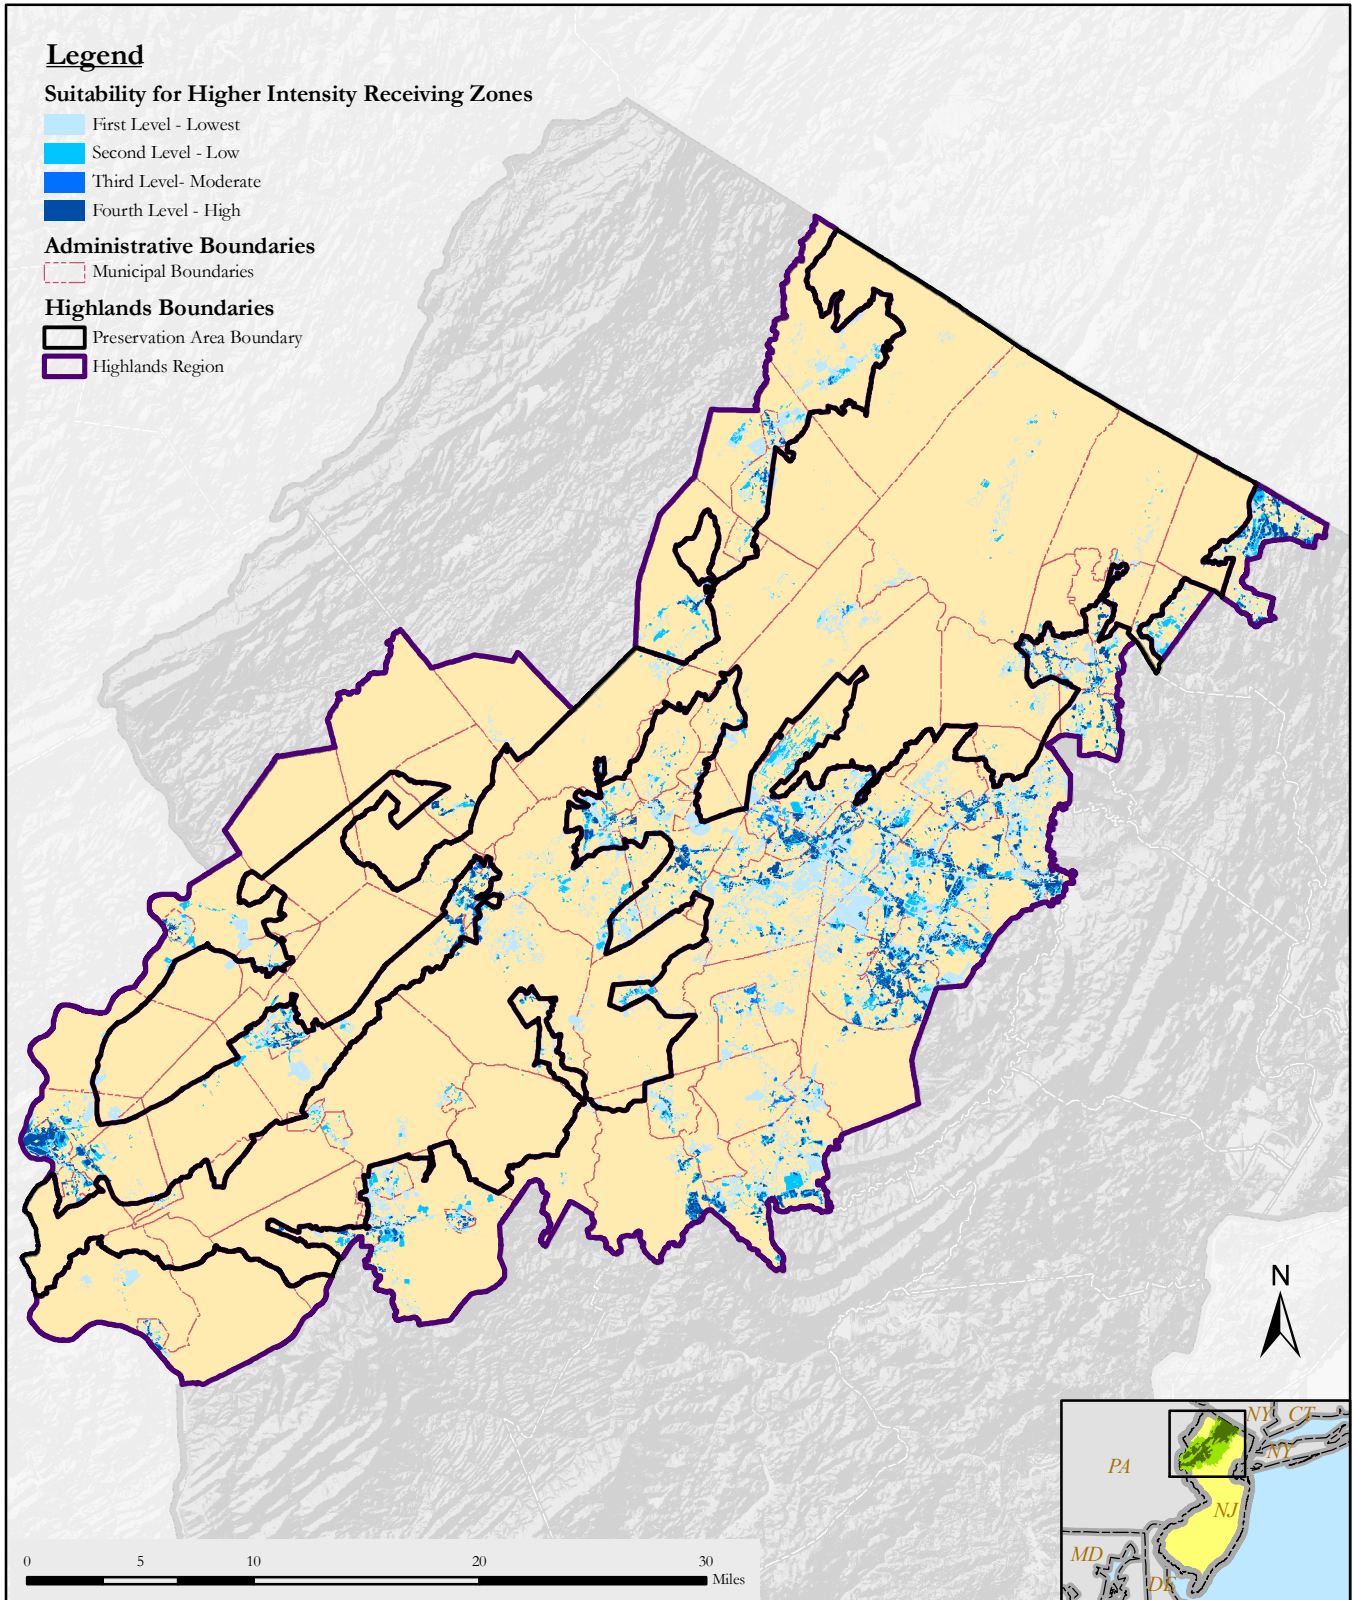 Legend
Suitability for Higher Intensity Receiving Zones
First Level - Lowest
Second Level - Low
Third Level- Moderate
Fourth Level - High
Administrative Boundaries
Municipal Boundaries
Highlands Boundaries
Preservation Area Boundary
Highlands Region
N
NY CT
NY
PA
NJ
MD
DE
0 5 10 20 30
Miles